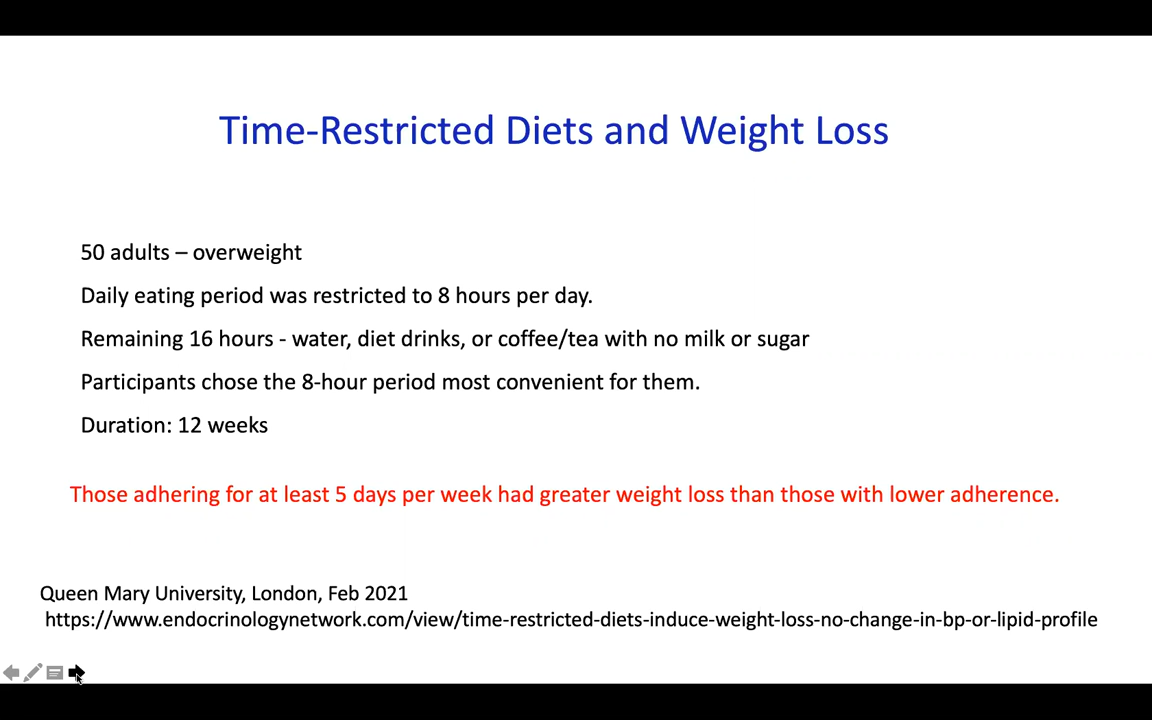 Time-Restricted Diets and Weight Loss
50 adults – overweight
Daily eating period was restricted to 8 hours per day.
Remaining 16 hours - water, diet drinks, or coffee/tea with no milk or sugar
Participants chose the 8-hour period most convenient for them.
Duration: 12 weeks
Those adhering for at least 5 days per week had greater weight loss than those with lower adherence.
Queen Mary University, London, Feb 2021
https://www.endocrinologynetwork.com/view/time-restricted-diets-induce-weight-loss-no-change-in-bp-or-lipid-profile